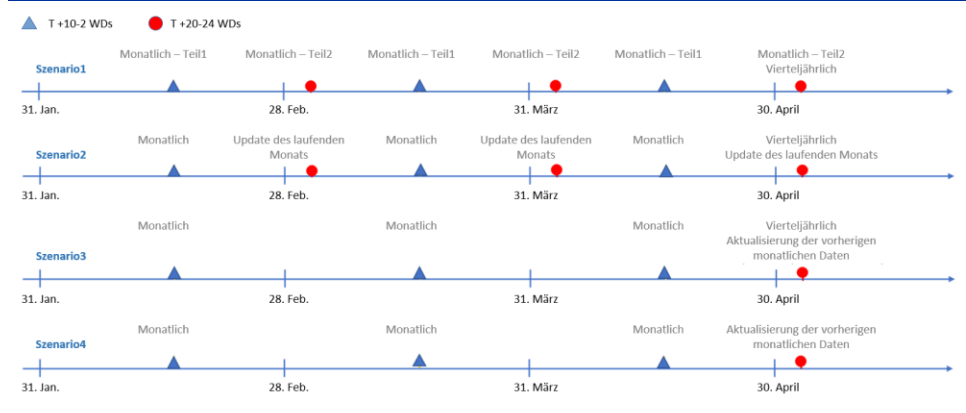 T +10-2 WDs T +20-24 WDs
Monatlich – Teil1 Monatlich – Teil2 Monatlich – Teil1 Monatlich – Teil2 Monatlich – Teil1 Monatlich – Teil2
Vierteljährlich
Szenario1
31. Jan. 28. Feb. 31. März 30. April
Monatlich Update des laufenden Monatlich Update des laufenden Monatlich Vierteljährlich
Szenario2 Monats Monats Update des laufenden Monats
31. Jan. 28. Feb. 31. März 30. April
Monatlich Monatlich Monatlich Vierteljährlich
Aktualisierung der vorherigen
Szenario3 monatlichen Daten
31. Jan. 28. Feb. 31. März 30. April
Monatlich Monatlich Monatlich Aktualisierung der vorherigen
Szenario4 monatlichen Daten
31. Jan. 28. Feb. 31. März 30. April